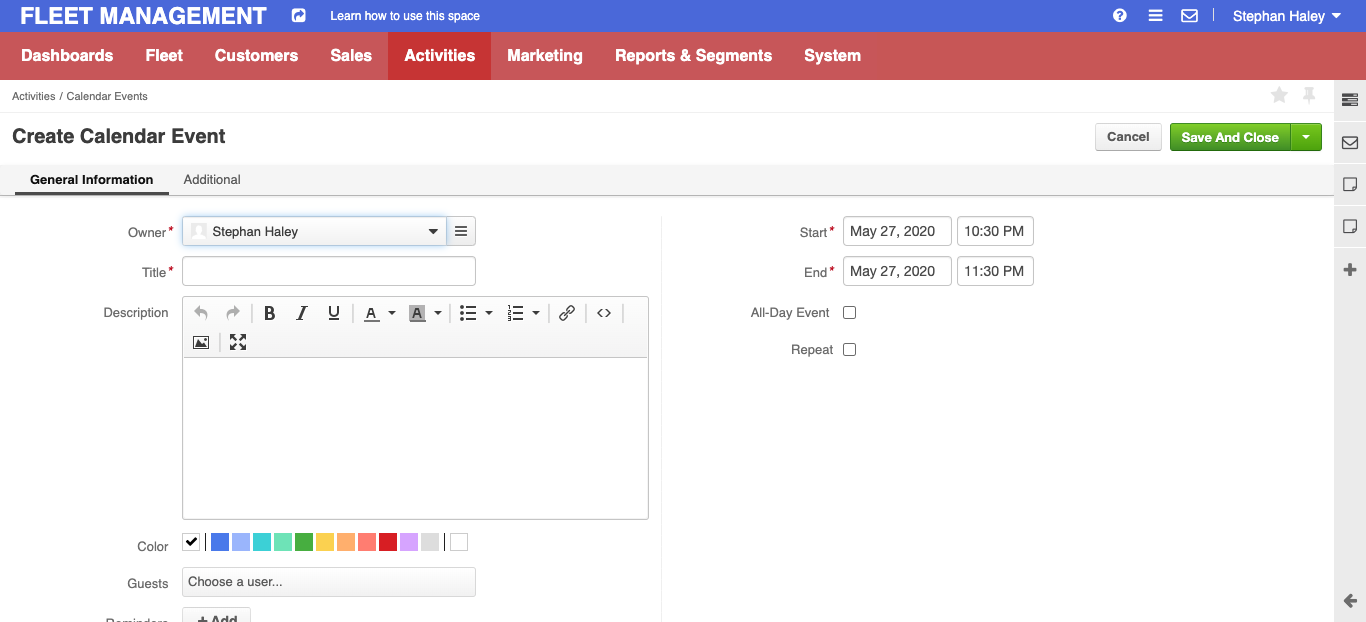 FLEET MANAGEMENT Learn how to use this space Stephan Haley
Dashboards Fleet Customers Sales Activities Marketing Reports & Segments System
Activities / Calendar Events
Create Calendar Event Cancel Save And Close
General Information Additional
Owner* Stephan Haley Start* May 27, 2020 10:30 PM
Title* End* May 27, 2020 11:30 PM
Description All-Day Event
Repeat
Color
Guests Choose a user...
Reminders + Add